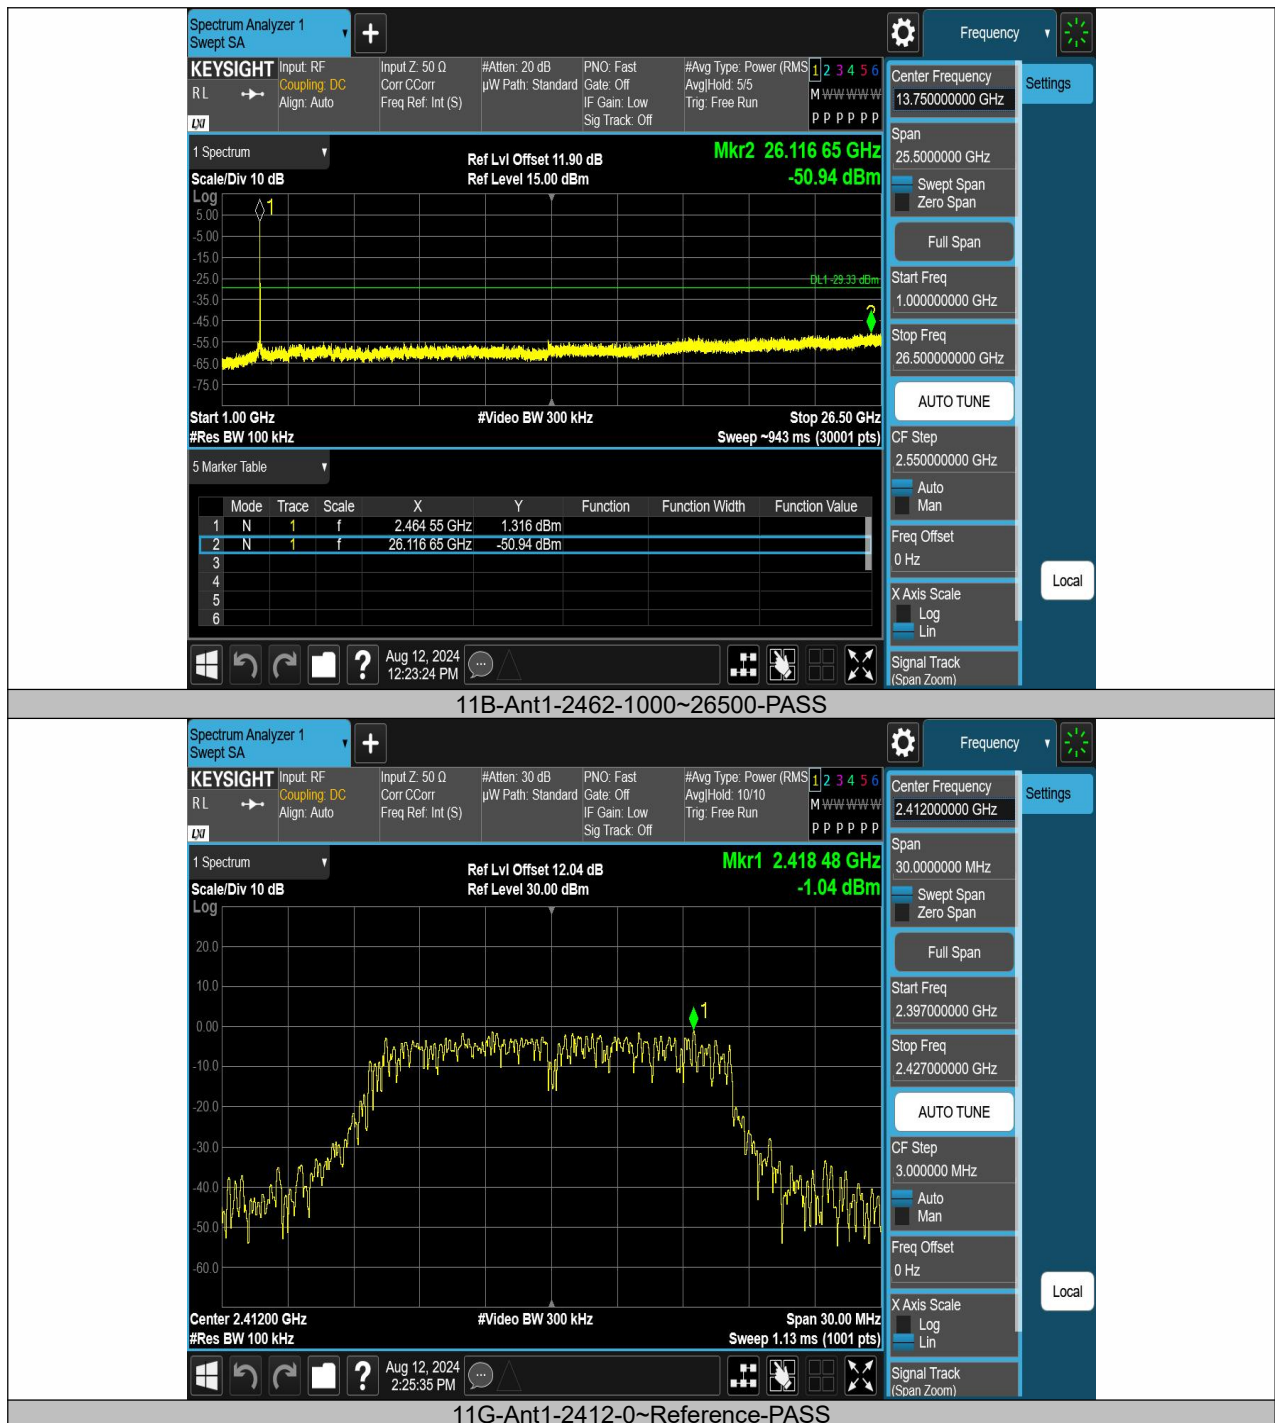 Spectrum Analyzer 1
Swept SA
+
Frequency
KEYSIGHT
RL
LXI
Input: RF
Coupling: DC
Align: Auto
Input Z: 50 Ω
Corr CCorr
Freq Ref: Int (S)
#Atten: 20 dB
µW Path: Standard
PNO: Fast
Gate: Off
IF Gain: Low
Sig Track: Off
#Avg Type: Power (RMS
Avg|Hold: 5/5
Trig: Free Run
1 2 3 4 5 6
M W W W W W
P P P P P P
Center Frequency
13.750000000 GHz
Settings
Span
25.5000000 GHz
Swept Span
Zero Span
Full Span
Start Freq
1.000000000 GHz
Stop Freq
26.500000000 GHz
AUTO TUNE
CF Step
2.550000000 GHz
Auto
Man
Freq Offset
0 Hz
X Axis Scale
Log
Lin
Signal Track
(Span Zoom)
Local
1 Spectrum
Scale/Div 10 dB
Ref Lvl Offset 11.90 dB
Ref Level 15.00 dBm
Mkr2 26.116 65 GHz
-50.94 dBm
Log
5.00
-5.00
-15.0
-25.0
-35.0
-45.0
-55.0
-65.0
-75.0
1
DL1 -29.33 dBm
2
Start 1.00 GHz
#Video BW 300 kHz
Stop 26.50 GHz
#Res BW 100 kHz
Sweep ~943 ms (30001 pts)
5 Marker Table
Mode Trace Scale X Y Function Function Width Function Value
1 N 1 f 2.464 55 GHz 1.316 dBm
2 N 1 f 26.116 65 GHz -50.94 dBm
3
4
5
6
?
Aug 12, 2024
12:23:24 PM
11B-Ant1-2462-1000~26500-PASS
Spectrum Analyzer 1
Swept SA
+
Frequency
KEYSIGHT
RL
LXI
Input: RF
Coupling: DC
Align: Auto
Input Z: 50 Ω
Corr CCorr
Freq Ref: Int (S)
#Atten: 30 dB
µW Path: Standard
PNO: Fast
Gate: Off
IF Gain: Low
Sig Track: Off
#Avg Type: Power (RMS
Avg|Hold: 10/10
Trig: Free Run
1 2 3 4 5 6
M W W W W W
P P P P P P
Center Frequency
2.412000000 GHz
Settings
Span
30.0000000 MHz
Swept Span
Zero Span
Full Span
Start Freq
2.397000000 GHz
Stop Freq
2.427000000 GHz
AUTO TUNE
CF Step
3.000000 MHz
Auto
Man
Freq Offset
0 Hz
X Axis Scale
Log
Lin
Signal Track
(Span Zoom)
Local
1 Spectrum
Scale/Div 10 dB
Ref Lvl Offset 12.04 dB
Ref Level 30.00 dBm
Mkr1 2.418 48 GHz
-1.04 dBm
Log
20.0
10.0
0.00
-10.0
-20.0
-30.0
-40.0
-50.0
-60.0
1
Center 2.41200 GHz
#Video BW 300 kHz
Span 30.00 MHz
#Res BW 100 kHz
Sweep 1.13 ms (1001 pts)
?
Aug 12, 2024
2:25:35 PM
11G-Ant1-2412-0~Reference-PASS